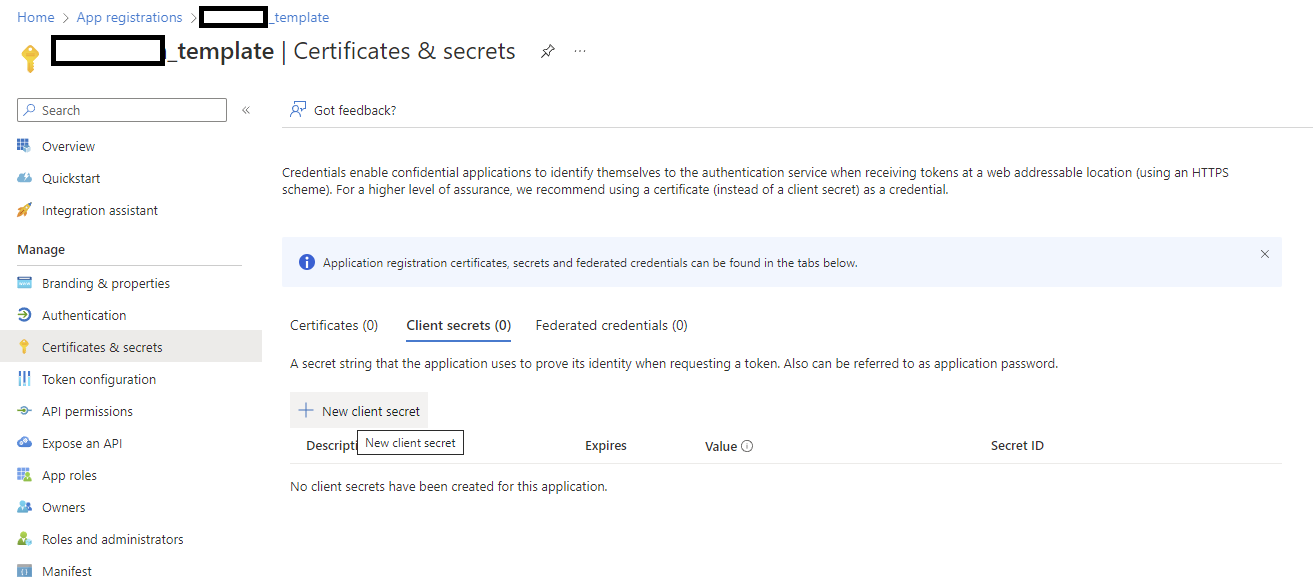 Home > App registrations > _template
_template | Certificates & secrets ...
Search «
Got feedback?
Overview
Quickstart
Integration assistant
Manage
Branding & properties
Authentication
Certificates & secrets
Token configuration
API permissions
Expose an API
App roles
Owners
Roles and administrators
Manifest
Credentials enable confidential applications to identify themselves to the authentication service when receiving tokens at a web addressable location (using an HTTPS
scheme). For a higher level of assurance, we recommend using a certificate (instead of a client secret) as a credential.
Application registration certificates, secrets and federated credentials can be found in the tabs below.
Certificates (0) Client secrets (0) Federated credentials (0)
A secret string that the application uses to prove its identity when requesting a token. Also can be referred to as application password.
New client secret
Descripti New client secret Expires Value Secret ID
No client secrets have been created for this application.